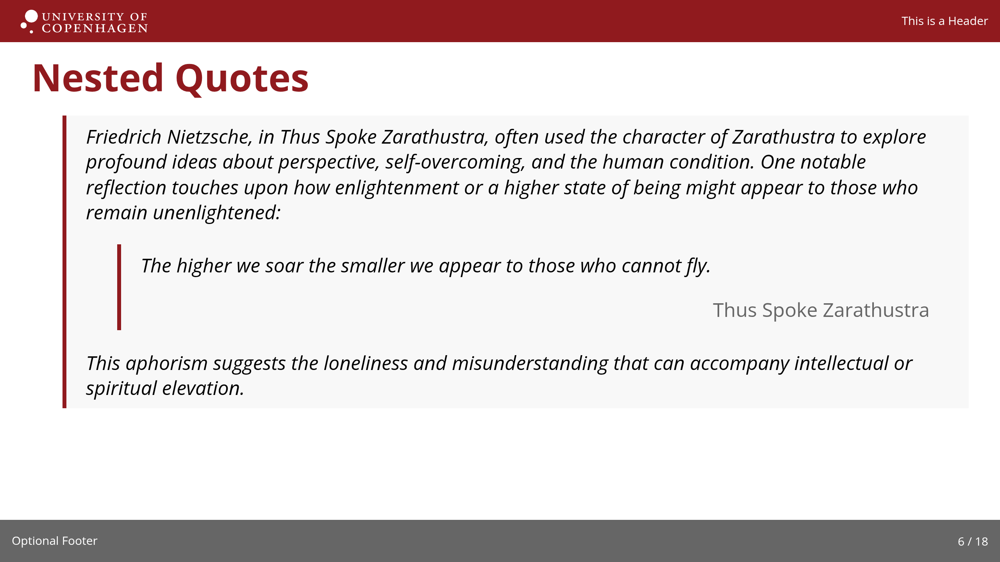 UNIVERSITY OF
COPENHAGEN
This is a Header
Nested Quotes
Friedrich Nietzsche, in Thus Spoke Zarathustra, often used the character of Zarathustra to explore
profound ideas about perspective, self-overcoming, and the human condition. One notable
reflection touches upon how enlightenment or a higher state of being might appear to those who
remain unenlightened:
The higher we soar the smaller we appear to those who cannot fly.
Thus Spoke Zarathustra
This aphorism suggests the loneliness and misunderstanding that can accompany intellectual or
spiritual elevation.
Optional Footer
6 / 18